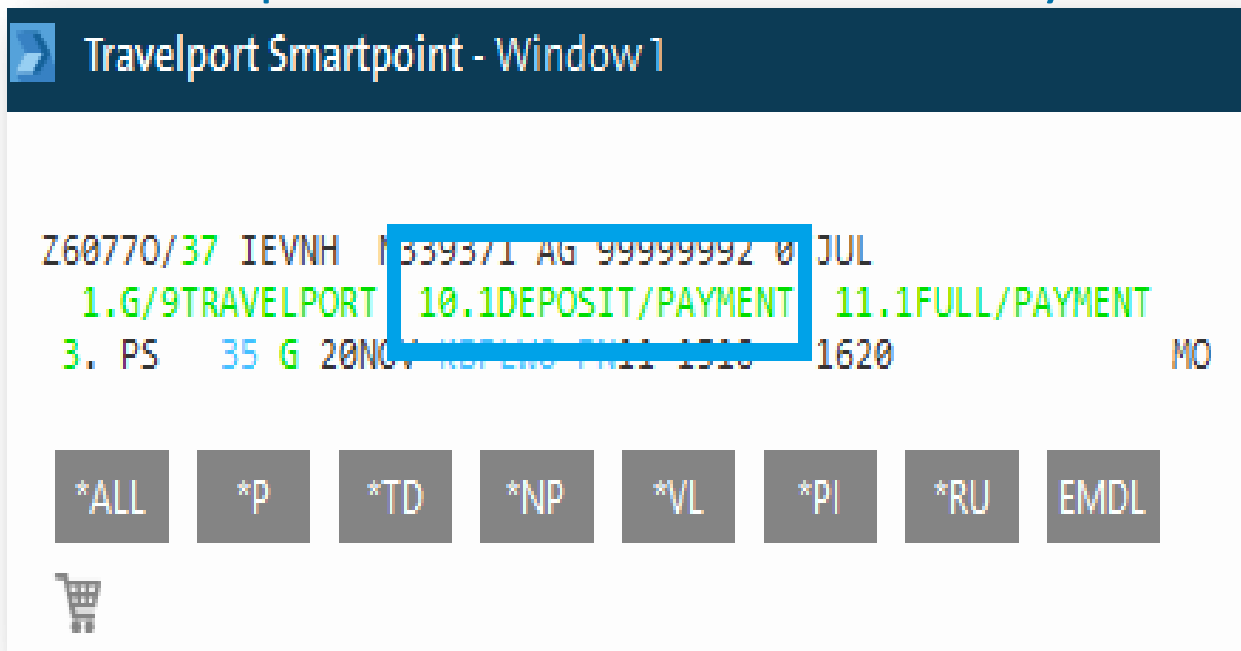 Travelport Smartpoint - Window 1
Z6077O/37 IEVNH 339371 AG 99999992 JUL
1.G/9TRAVELPORT 10.1DEPOSIT/PAYMENT 11.1FULL/PAYMENT
3. PS 35 G 20NOV 1620 MO
*ALL *P *TD *NP *VL *PI *RU EMDL